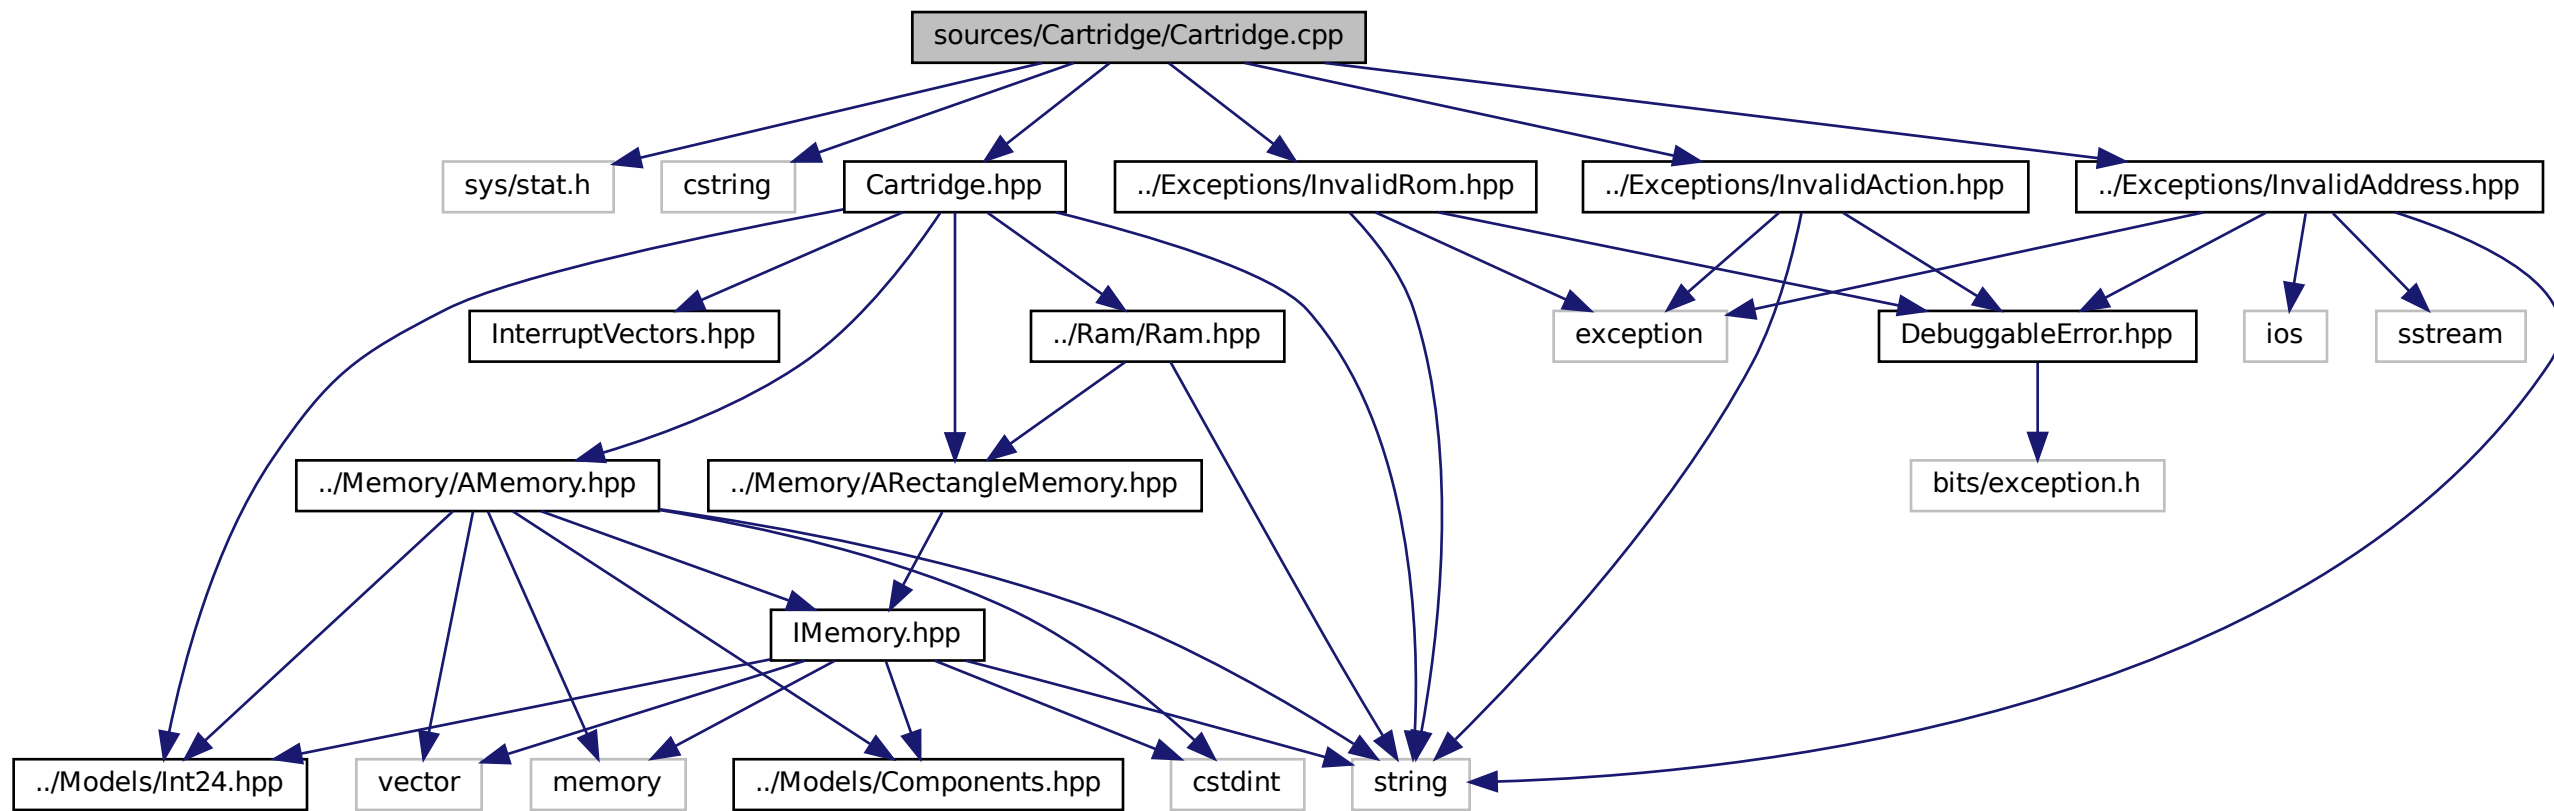 sources/Cartridge/Cartridge.cpp
sys/stat.h
cstring
Cartridge.hpp
../Exceptions/InvalidRom.hpp
../Exceptions/InvalidAction.hpp
../Exceptions/InvalidAddress.hpp
InterruptVectors.hpp
../Ram/Ram.hpp
exception
DebuggableError.hpp
ios
sstream
../Memory/AMemory.hpp
../Memory/ARectangleMemory.hpp
bits/exception.h
IMemory.hpp
../Models/Int24.hpp
vector
memory
../Models/Components.hpp
cstdint
string